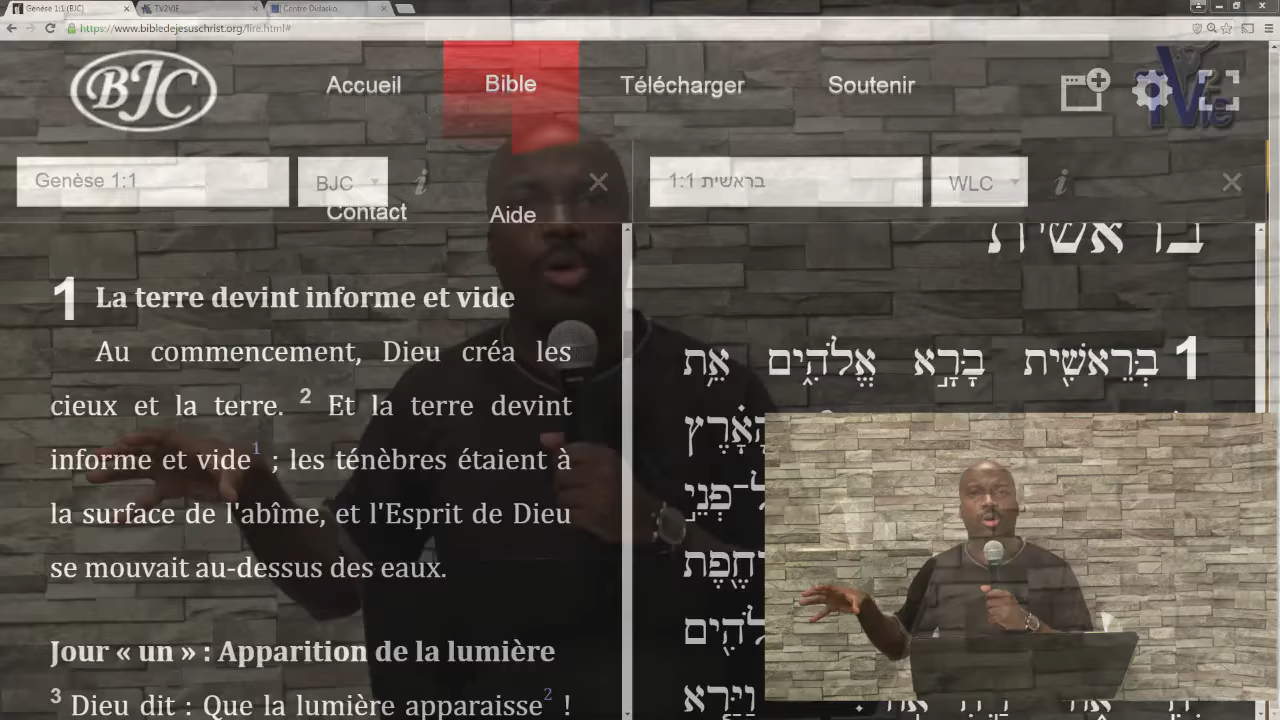 Genèse 1:1 (BJC)
TV2VIE
Centre Didasko
https://www.bibledejesuschrist.org/lire.html#
BJC
Accueil
Bible
Télécharger
Soutenir
Contact
Aide
Vie
Genèse 1:1
BJC
בראשית 1:1
WLC
1 La terre devint informe et vide
Au commencement, Dieu créa les
cieux et la terre. 2 Et la terre devint
informe et vide1 ; les ténèbres étaient à
la surface de l'abîme, et l'Esprit de Dieu
se mouvait au-dessus des eaux.
Jour « un » : Apparition de la lumière
3 Dieu dit : Que la lumière apparaisse2 !
בראשית
1 בְּרֵאשִׁ֖ית בָּרָ֣א אֱלֹהִ֑ים אֵ֥ת